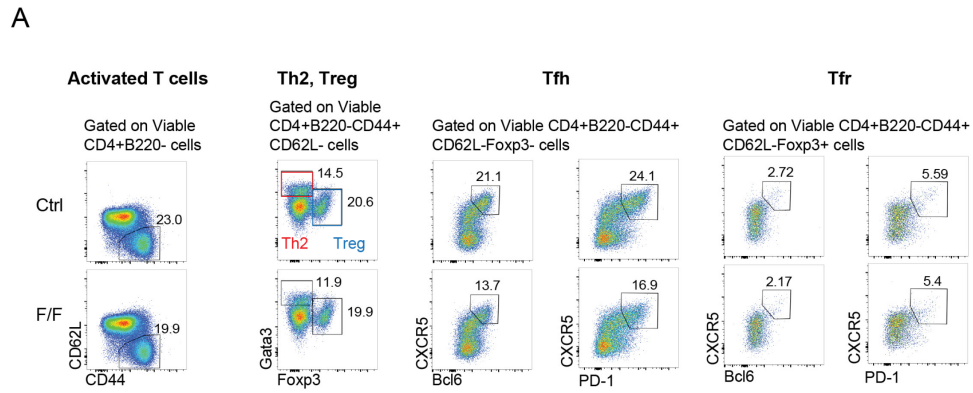 A
Activated T cells
Th2, Treg
Tfh
Tfr
Gated on Viable
CD4+B220- cells
Gated on Viable
CD4+B220-CD44+
CD62L- cells
Gated on Viable CD4+B220-CD44+
CD62L-Foxp3- cells
Gated on Viable CD4+B220-CD44+
CD62L-Foxp3+ cells
Ctrl
23.0
14.5
20.6
Th2
Treg
21.1
24.1
2.72
5.59
F/F
19.9
CD62L
CD44
11.9
19.9
Gata3
Foxp3
13.7
CXCR5
Bcl6
16.9
CXCR5
PD-1
2.17
CXCR5
Bcl6
5.4
CXCR5
PD-1